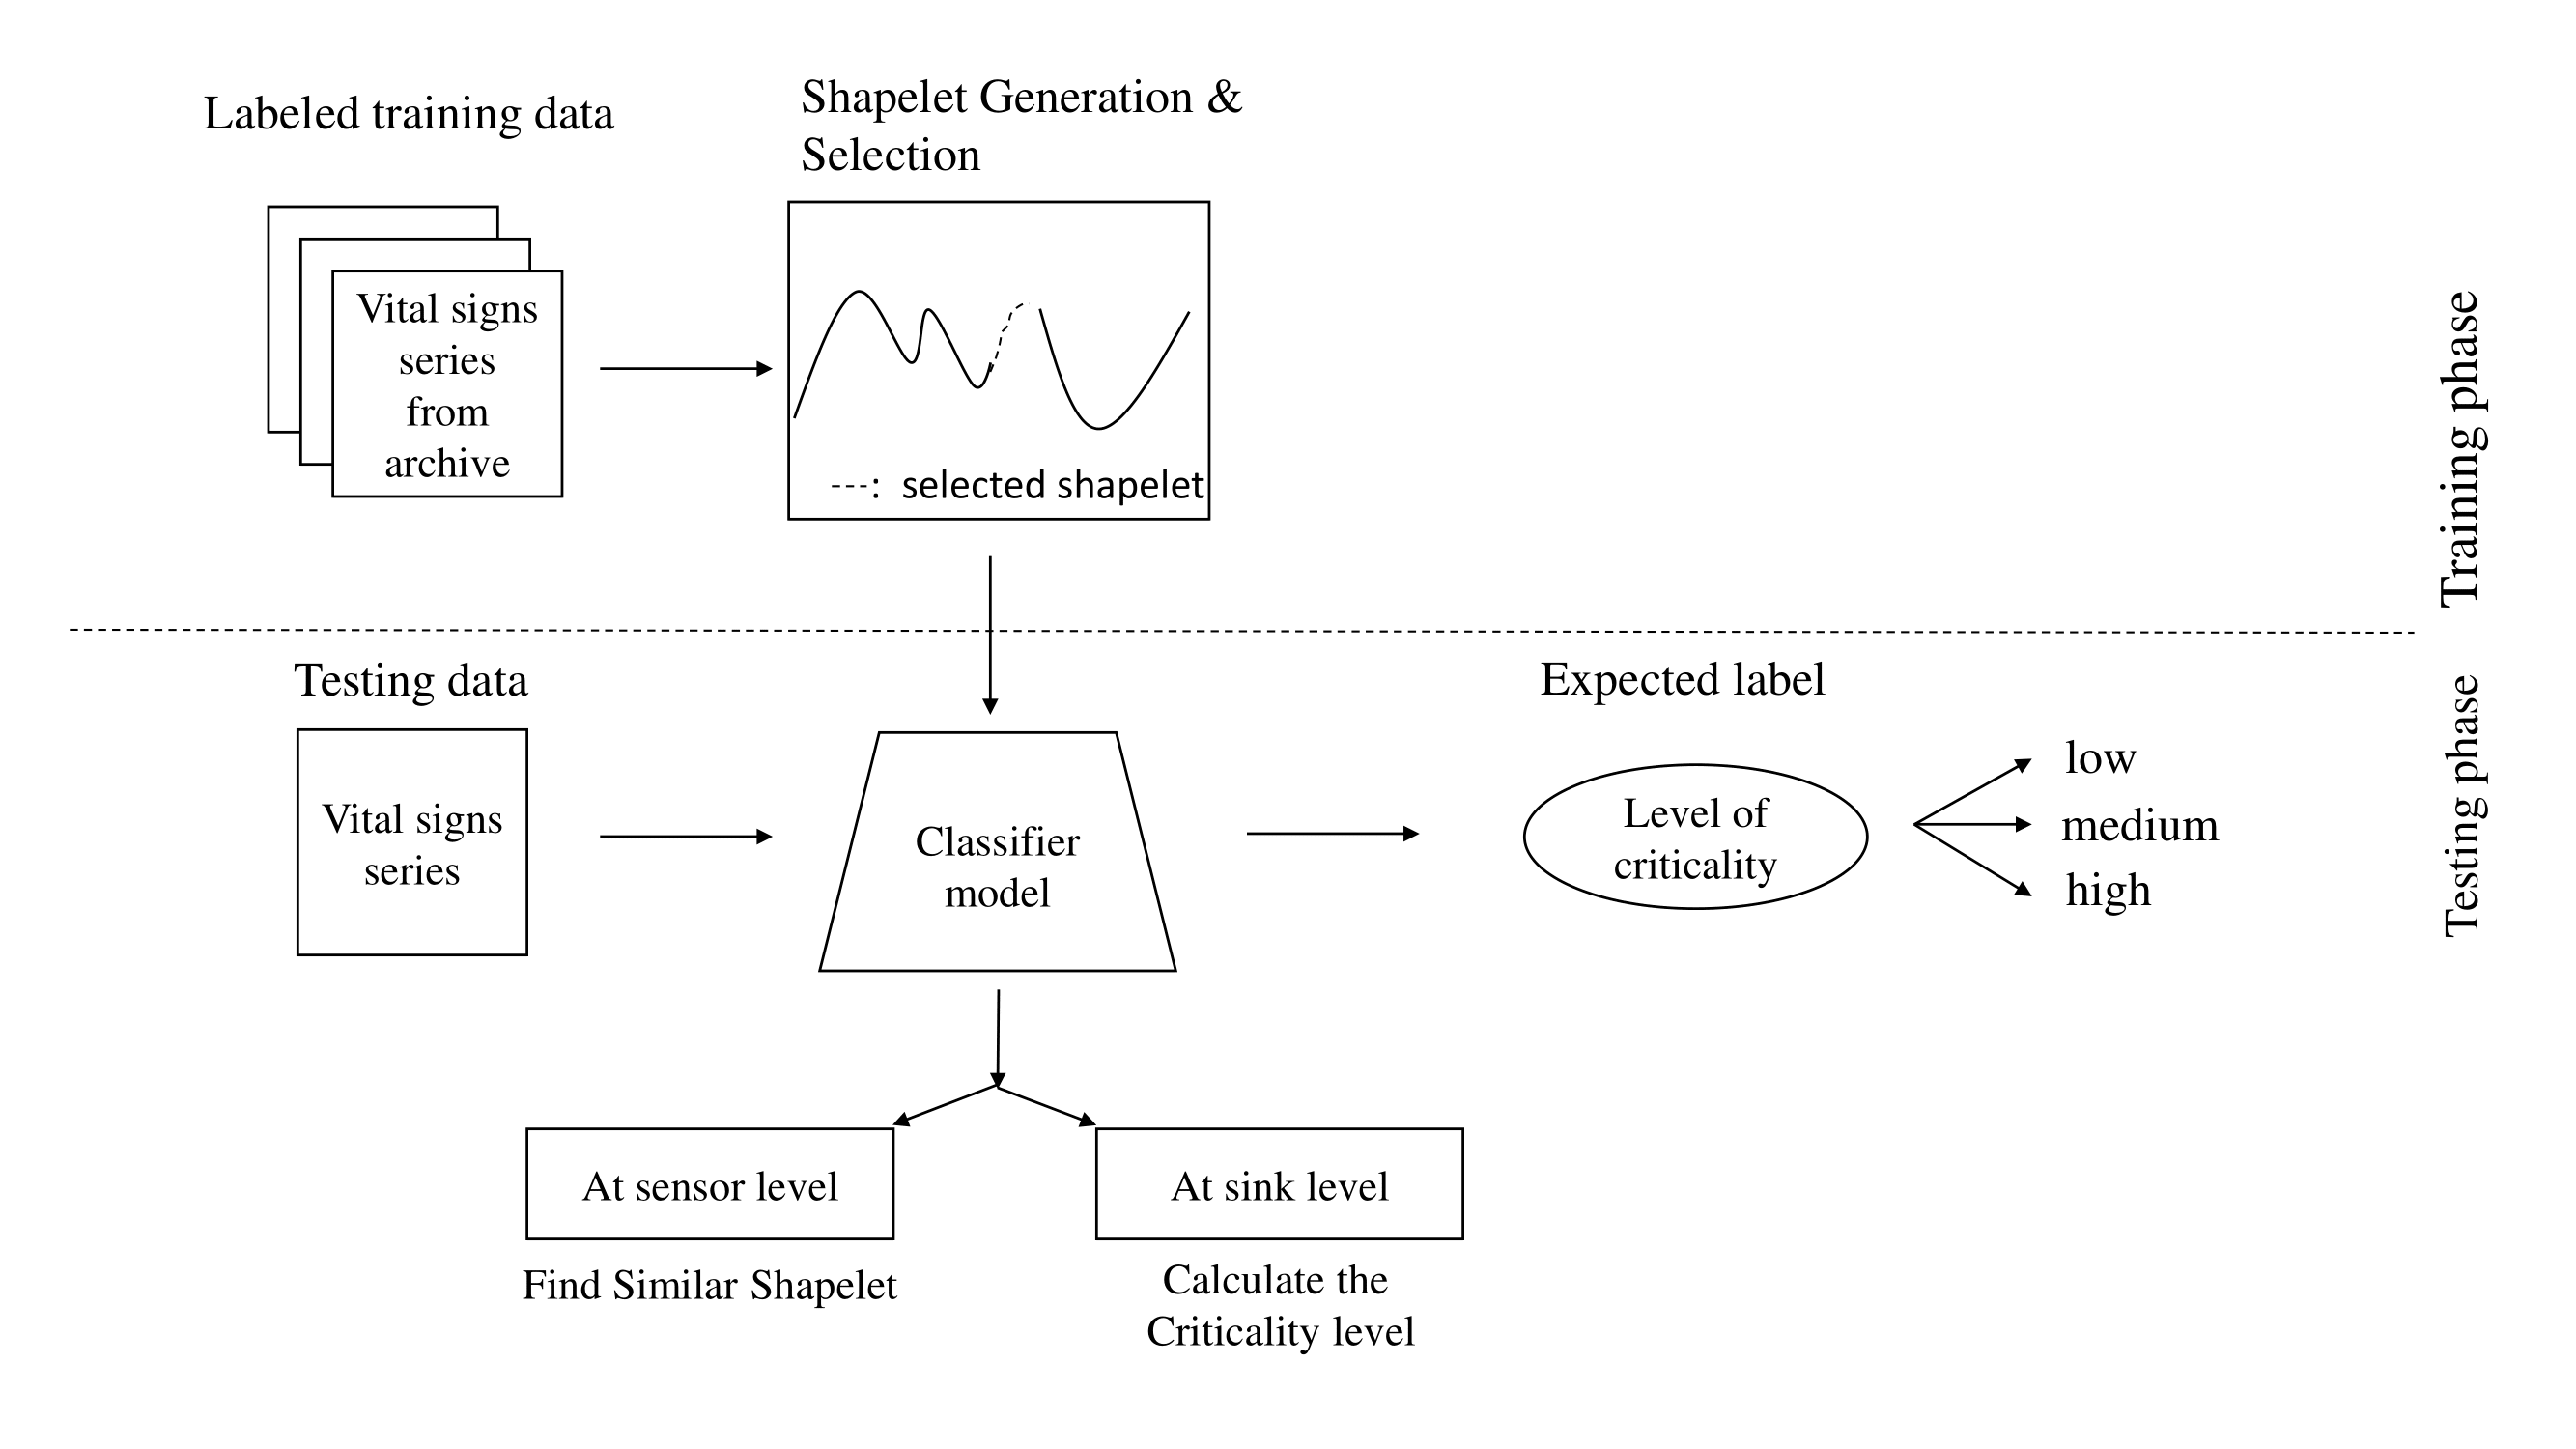 Labeled training data
Shapelet Generation &
Selection
Vital signs
series
from
archive
---: selected shapelet
Training phase
Testing data
Vital signs
series
Classifier
model
Expected label
Level of
criticality
low
medium
high
Testing phase
At sensor level
Find Similar Shapelet
At sink level
Calculate the
Criticality level